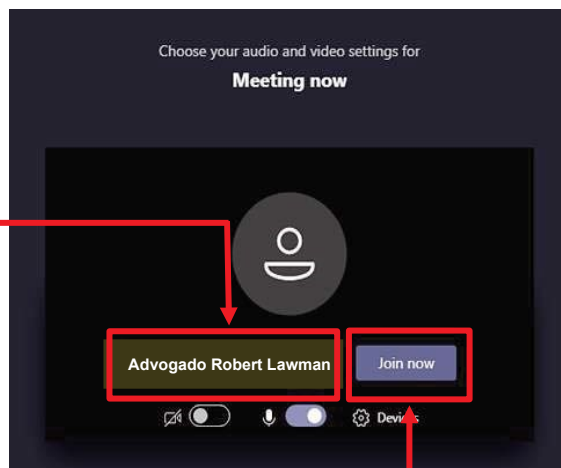 Choose your audio and video settings for
Meeting now
Advogado Robert Lawman
Join now
Devices